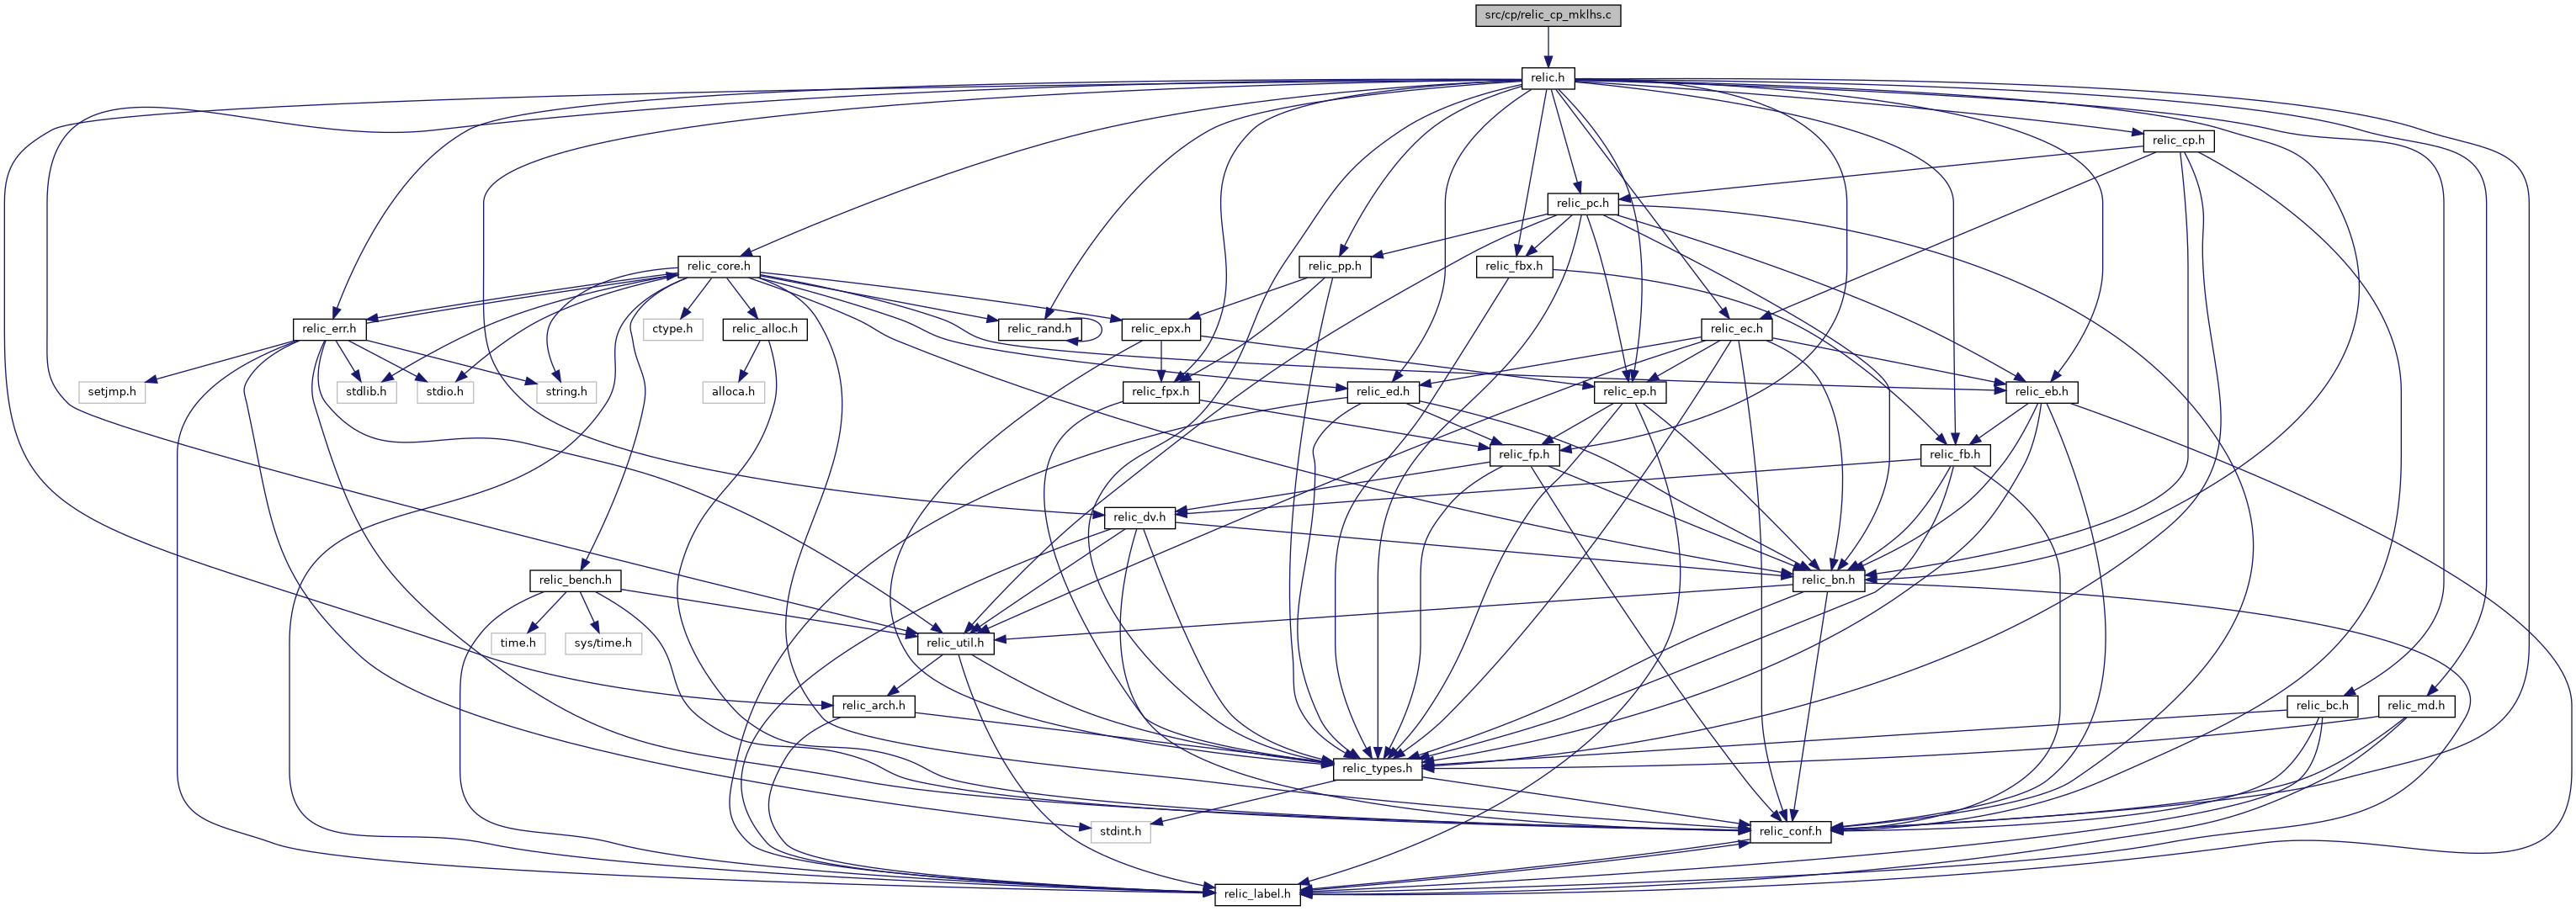 src/cp/relic_cp_mklhs.c
relic.h
relic_cp.h
relic_pc.h
relic_core.h
relic_pp.h
relic_fbx.h
relic_err.h
ctype.h
relic_alloc.h
relic_rand.h
relic_epx.h
relic_ec.h
setjmp.h
stdlib.h
stdio.h
string.h
alloca.h
relic_fpx.h
relic_ed.h
relic_ep.h
relic_eb.h
relic_fp.h
relic_fb.h
relic_dv.h
relic_bench.h
relic_bn.h
time.h
sys/time.h
relic_util.h
relic_arch.h
relic_bc.h
relic_md.h
relic_types.h
stdint.h
relic_conf.h
relic_label.h